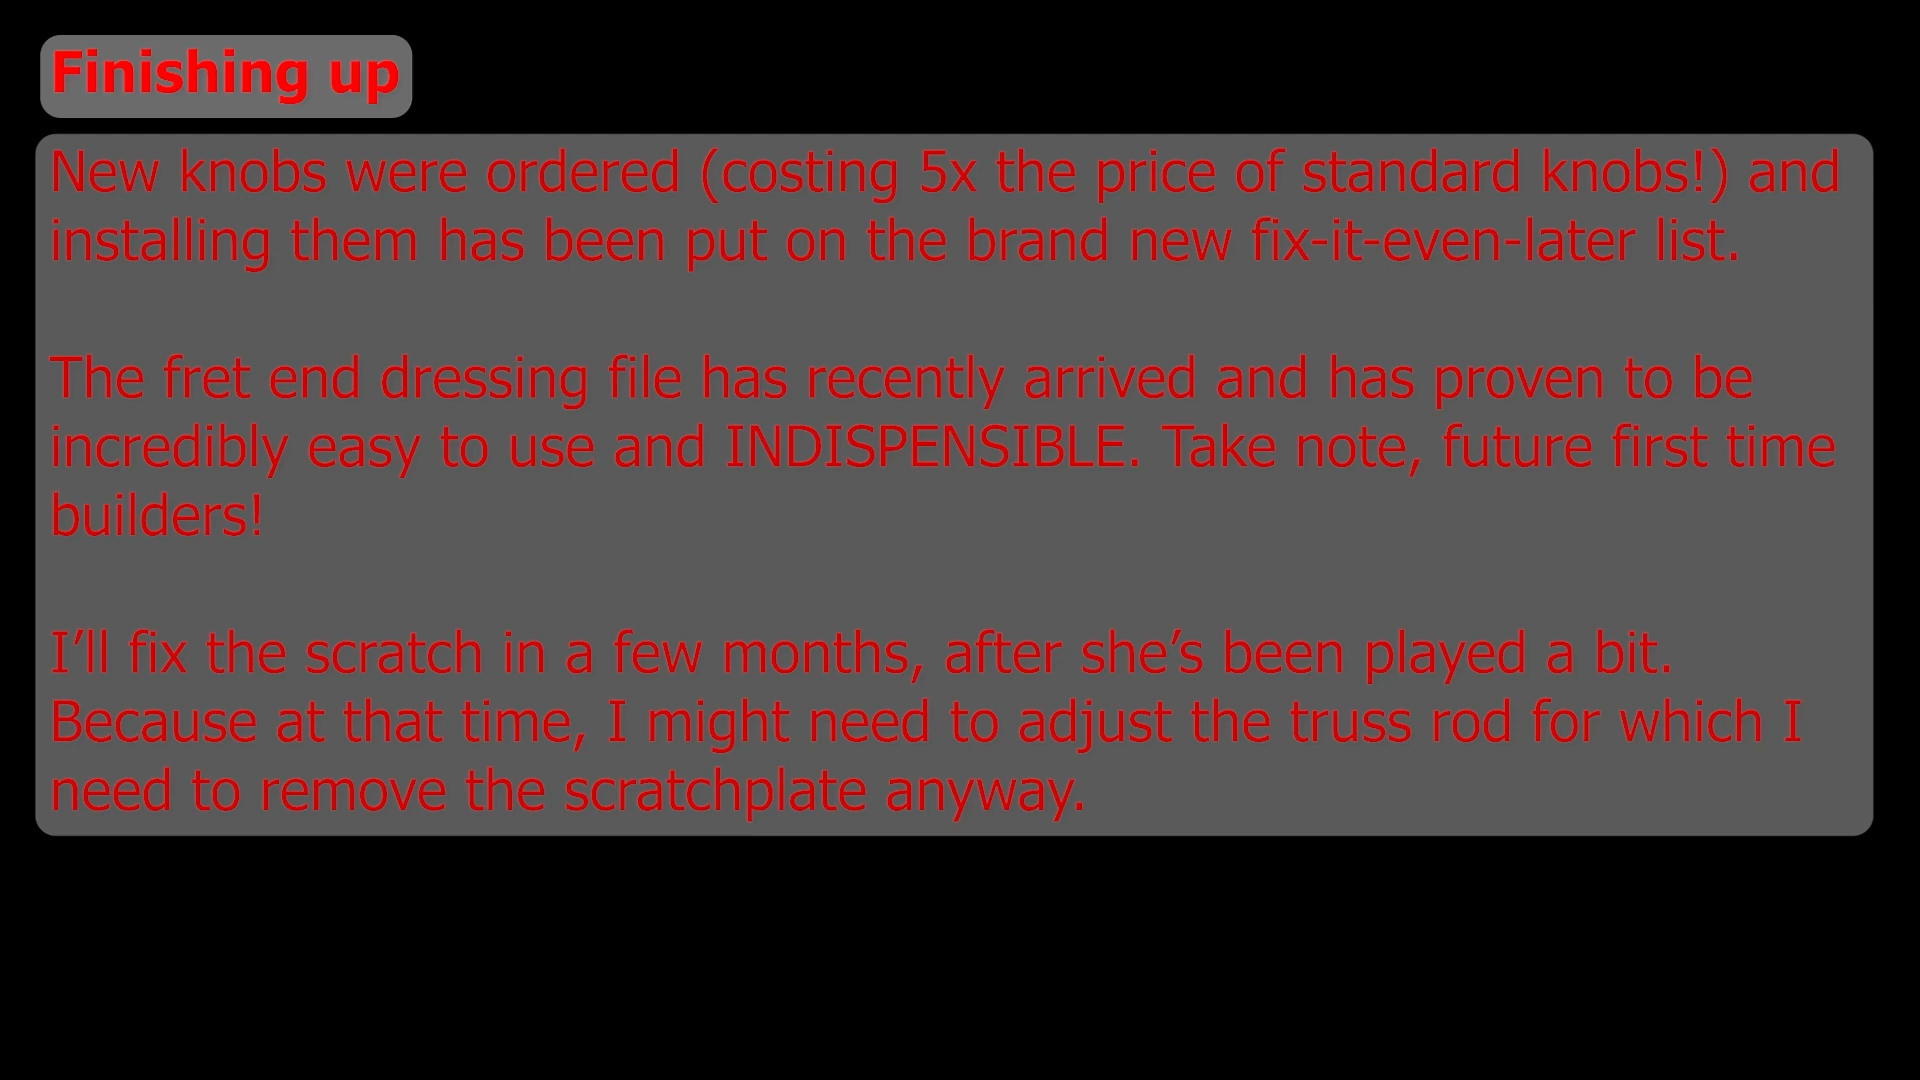 Finishing up
New knobs were ordered (costing 5x the price of standard knobs!) and
installing them has been put on the brand new fix-it-even-later list.
The fret end dressing file has recently arrived and has proven to be
incredibly easy to use and INDISPENSIBLE. Take note, future first time
builders!
I’ll fix the scratch in a few months, after she’s been played a bit.
Because at that time, I might need to adjust the truss rod for which I
need to remove the scratchplate anyway.